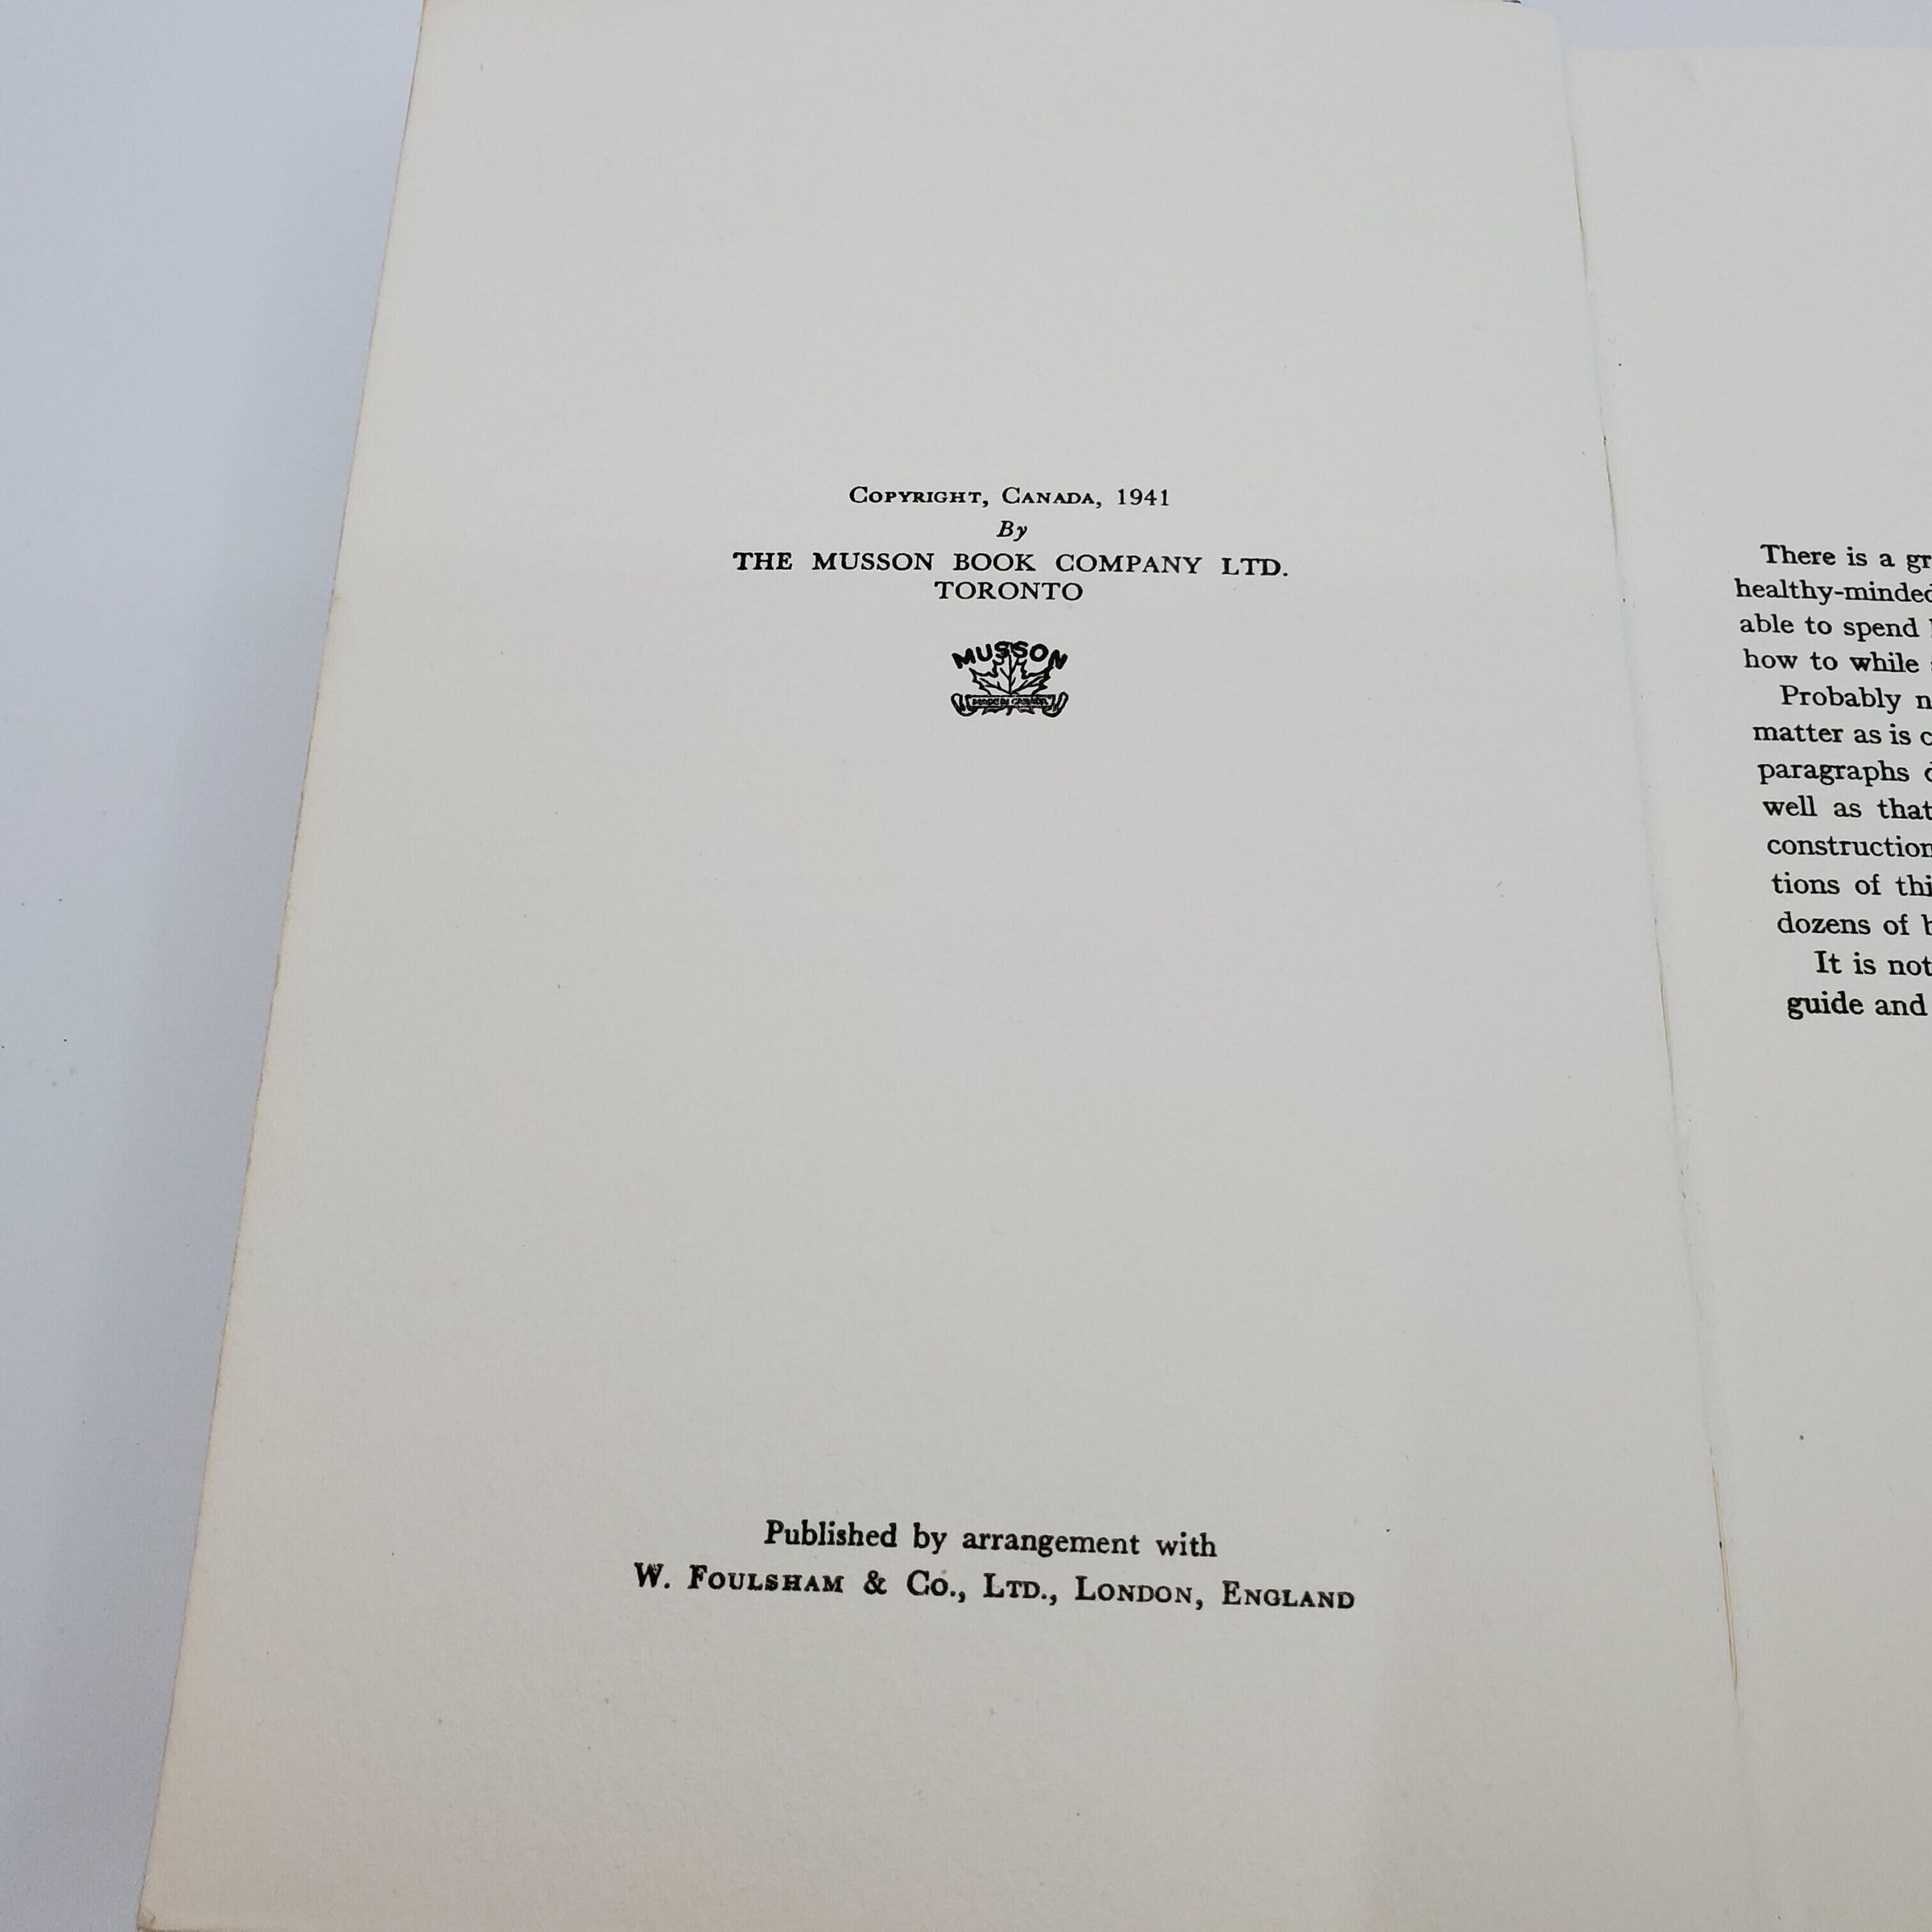 Copyright, Canada, 1941
By
THE MUSSON BOOK COMPANY LTD.
TORONTO
MUSSON
Published by arrangement with
W. Foulsham & Co., Ltd., London, England
There is a
healthy-minded
able to spend
how to while
Probably
matter as is
paragraphs
well as that
construction
tions of
dozens of
It is not
guide and